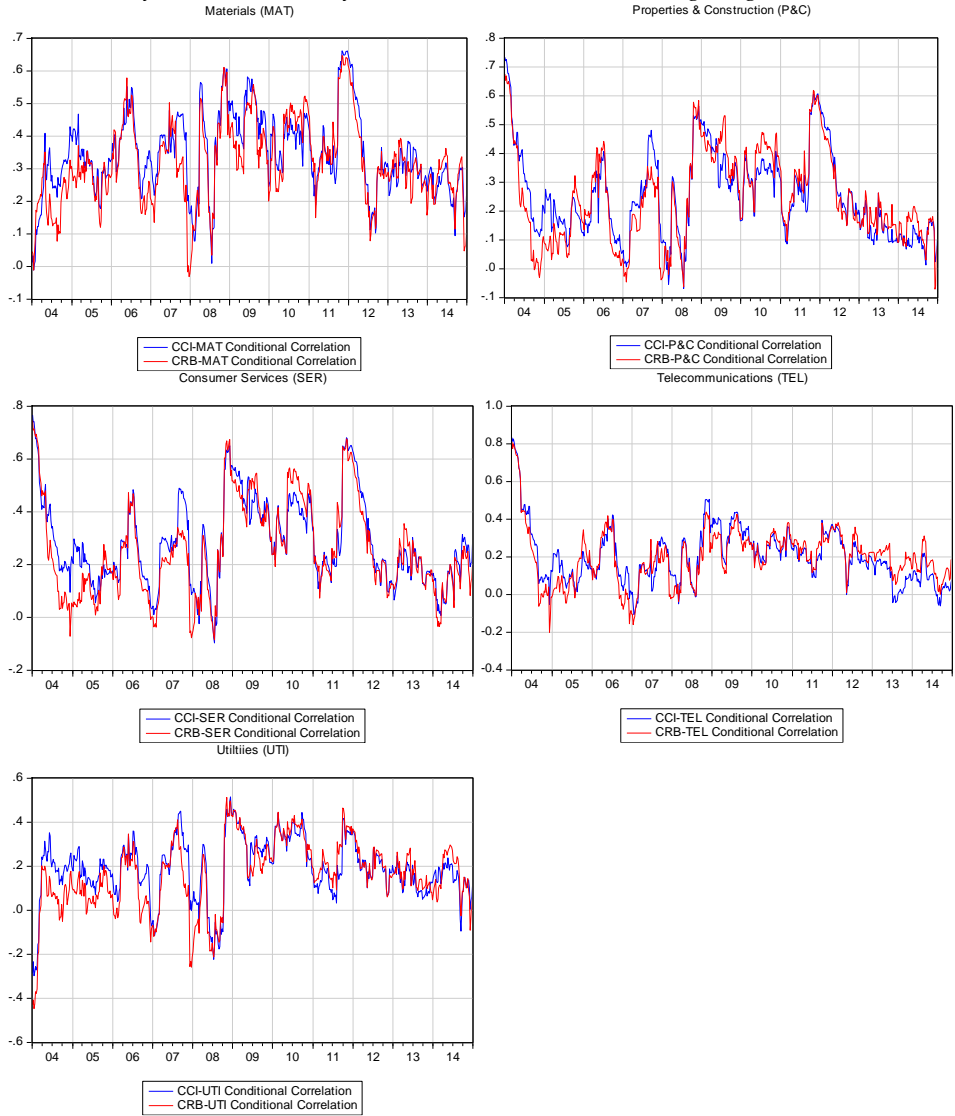 Materials (MAT)
.7
.6
.5
.4
.3
.2
.1
.0
-.1
04 05 06 07 08 09 10 11 12 13 14
CCI-MAT Conditional Correlation
CRB-MAT Conditional Correlation
Properties & Construction (P&C)
.8
.7
.6
.5
.4
.3
.2
.1
.0
-.1
04 05 06 07 08 09 10 11 12 13 14
CCI-P&C Conditional Correlation
CRB-P&C Conditional Correlation
Consumer Services (SER)
.8
.6
.4
.2
.0
-.2
04 05 06 07 08 09 10 11 12 13 14
CCI-SER Conditional Correlation
CRB-SER Conditional Correlation
Telecommunications (TEL)
1.0
0.8
0.6
0.4
0.2
0.0
-0.2
-0.4
04 05 06 07 08 09 10 11 12 13 14
CCI-TEL Conditional Correlation
CRB-TEL Conditional Correlation
Utiltiies (UTI)
.6
.4
.2
.0
-.2
-.4
-.6
04 05 06 07 08 09 10 11 12 13 14
CCI-UTI Conditional Correlation
CRB-UTI Conditional Correlation